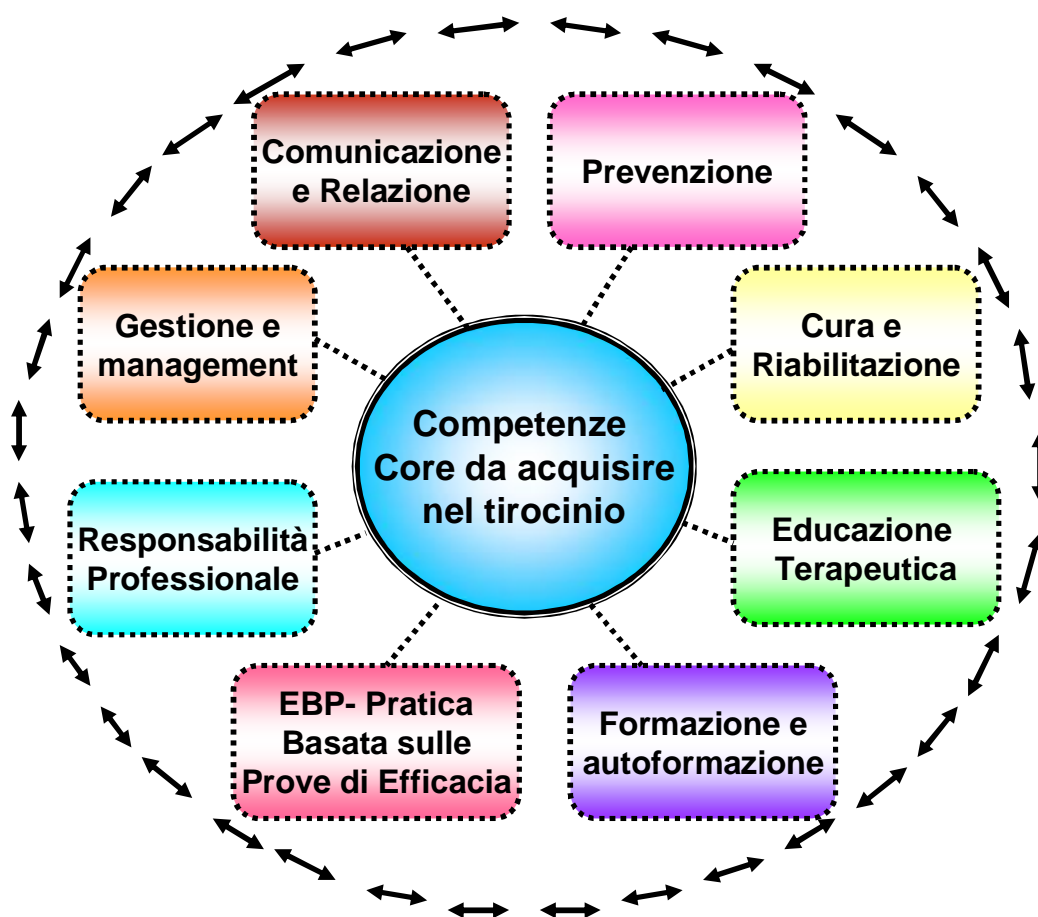 Comunicazione
e Relazione
Prevenzione
Gestione e
management
Cura e
Riabilitazione
Competenze
Core da acquisire
nel tirocinio
Responsabilità
Professionale
Educazione
Terapeutica
EBP- Pratica
Basata sulle
Prove di Efficacia
Formazione e
autoformazione